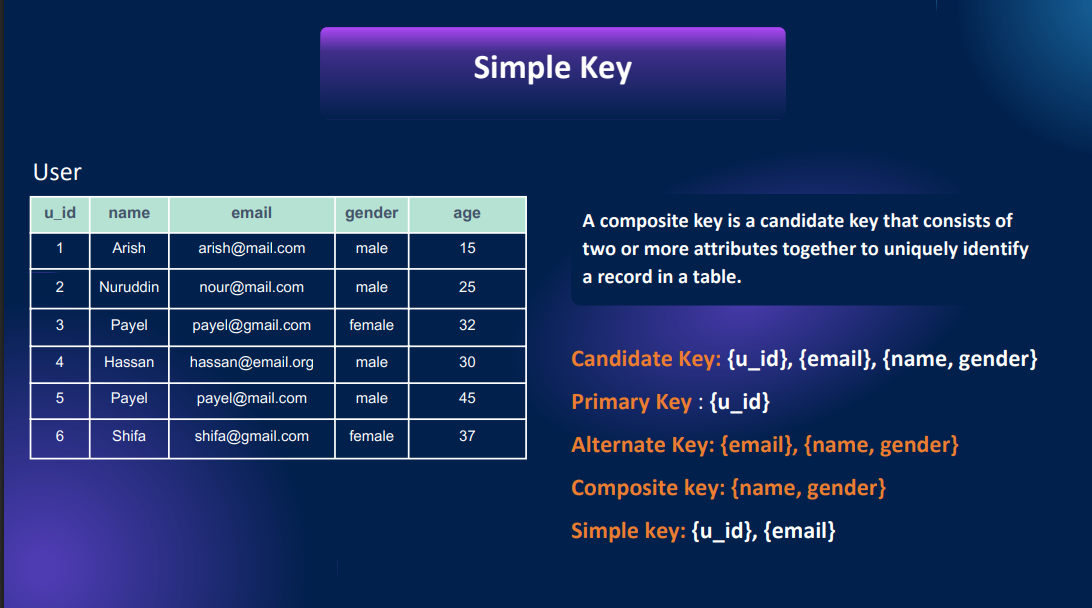 Simple Key
User
u_id name email gender age
1 Arish arish@mail.com male 15
2 Nuruddin nour@mail.com male 25
3 Payel payel@gmail.com female 32
4 Hassan hassan@email.org male 30
5 Payel payel@mail.com male 45
6 Shifa shifa@gmail.com female 37
A composite key is a candidate key that consists of
two or more attributes together to uniquely identify
a record in a table.
Candidate Key: {u_id}, {email}, {name, gender}
Primary Key : {u_id}
Alternate Key: {email}, {name, gender}
Composite key: {name, gender}
Simple key: {u_id}, {email}